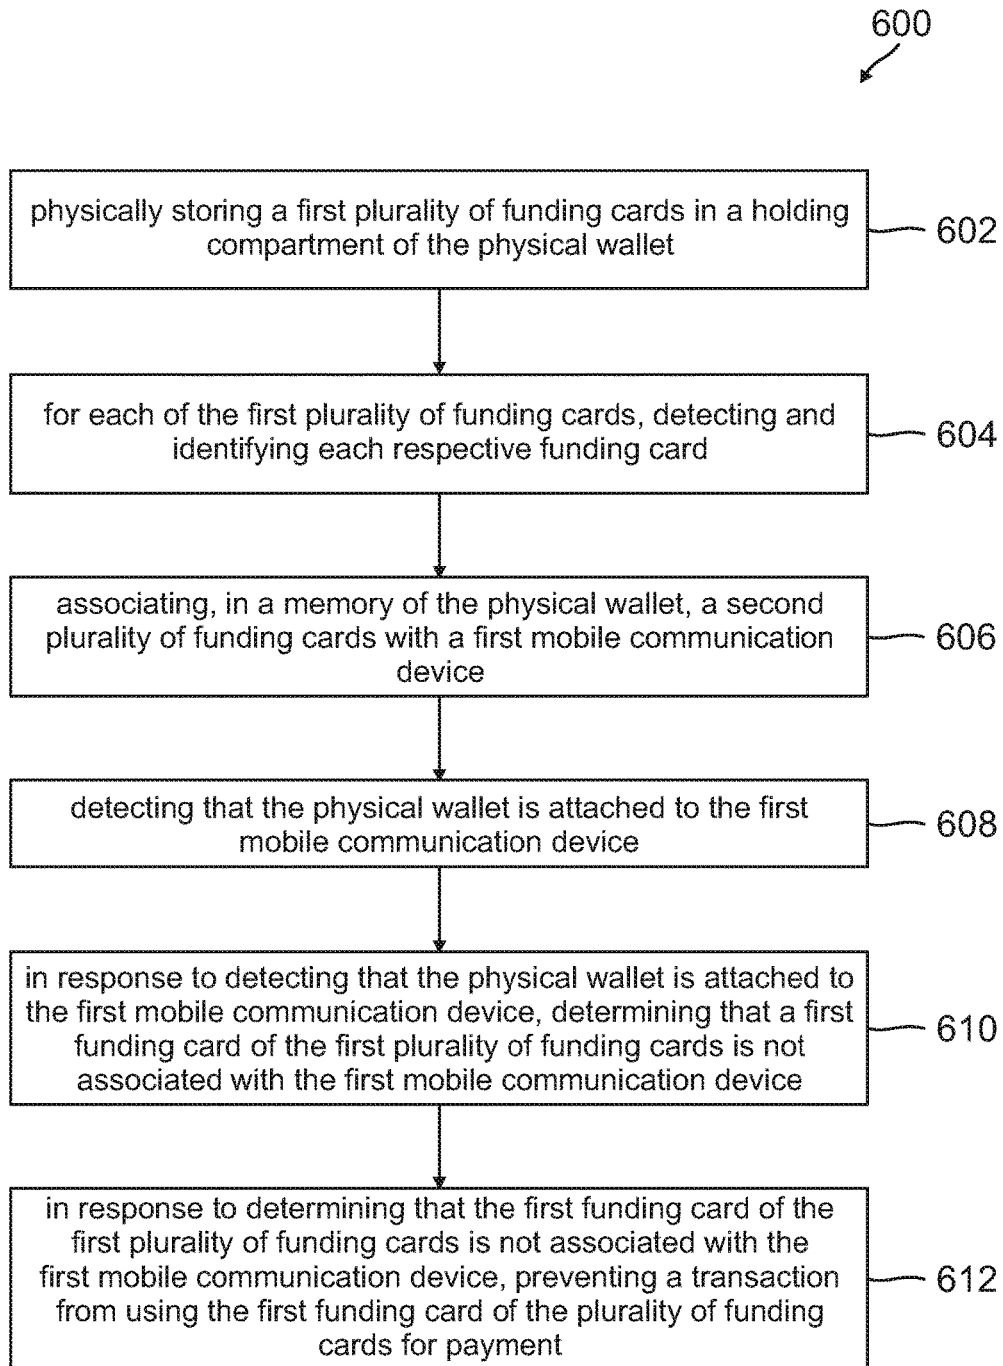 600
physically storing a first plurality of funding cards in a holding
compartment of the physical wallet
602
for each of the first plurality of funding cards, detecting and
identifying each respective funding card
604
associating, in a memory of the physical wallet, a second
plurality of funding cards with a first mobile communication
device
606
detecting that the physical wallet is attached to the first
mobile communication device
608
in response to detecting that the physical wallet is attached to
the first mobile communication device, determining that a first
funding card of the first plurality of funding cards is not
associated with the first mobile communication device
610
in response to determining that the first funding card of the
first plurality of funding cards is not associated with the
first mobile communication device, preventing a transaction
from using the first funding card of the plurality of funding
cards for payment
612